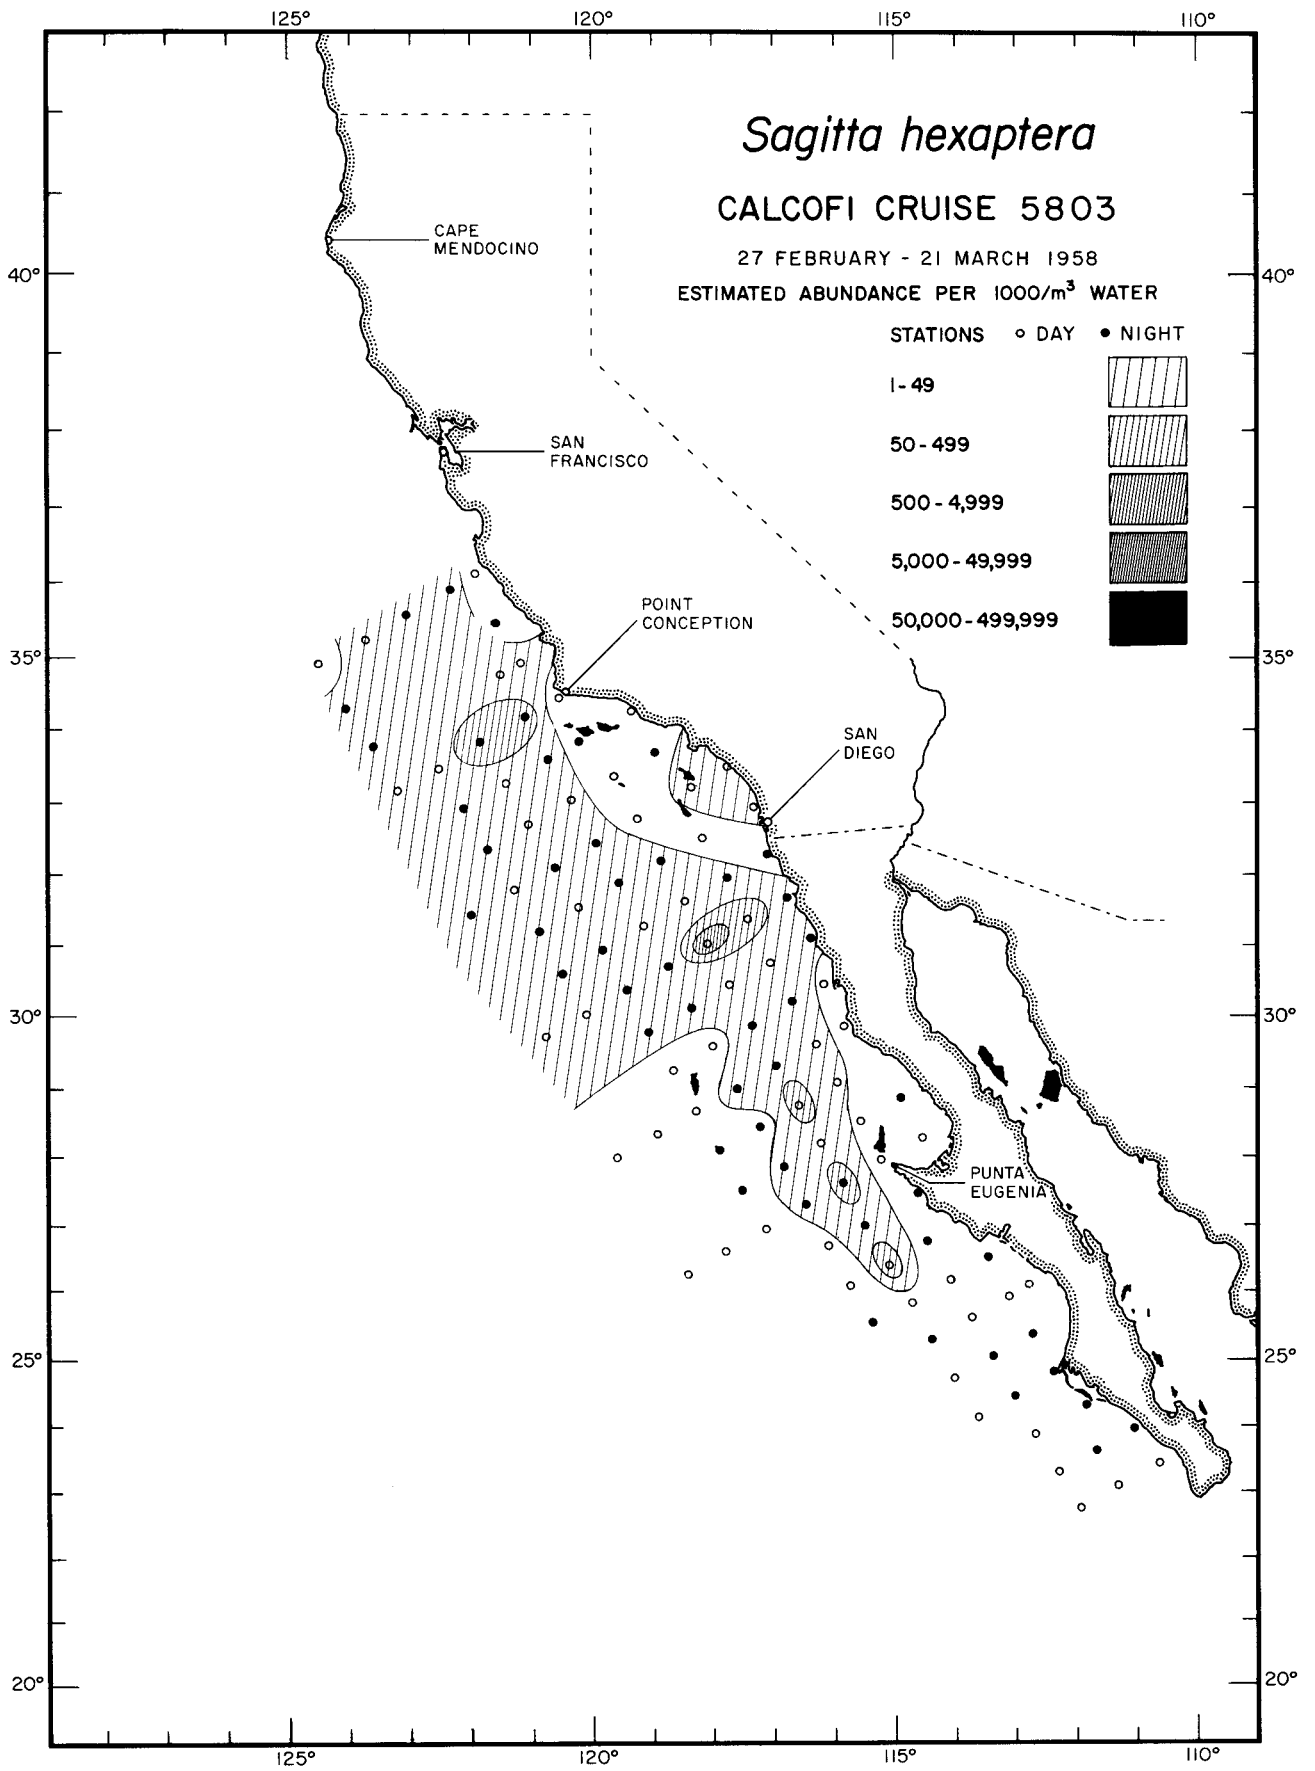 125° 120° 115° 110°
Sagitta hexaptera
CALCOFI CRUISE 5803
27 FEBRUARY - 21 MARCH 1958
ESTIMATED ABUNDANCE PER 1000/m³ WATER
STATIONS ○ DAY ● NIGHT
1-49
50-499
500-4,999
5,000-49,999
50,000-499,999
CAPE
MENDOCINO
40° 40°
SAN
FRANCISCO
POINT
CONCEPTION
35° 35°
SAN
DIEGO
30° 30°
PUNTA
EUGENIA
25° 25°
20° 20°
125° 120° 115° 110°